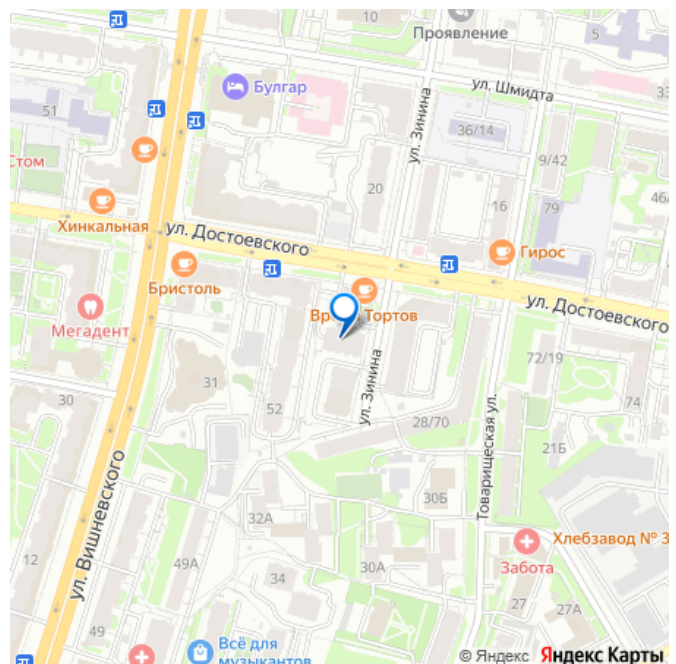 10
Проявление
5
ул. Шмидта
33
Булгар
51
36/14
ул. Зинина
9/42
Стом
20
16
79
46
Хинкальная
ул. Достоевского
Гирос
Бристоль
ул. Достоевского
Вр
Тортов
Мегадент
72/19
31
ул. Зинина
30
52
28/70
74
Товарищеская ул.
21Б
ул. Вишневского
30Б
32А
Хлебзавод № 3
12
49А
30А
Забота
34
27
27А
49
Всё для
музыкантов
© Яндекс Яндекс Карты